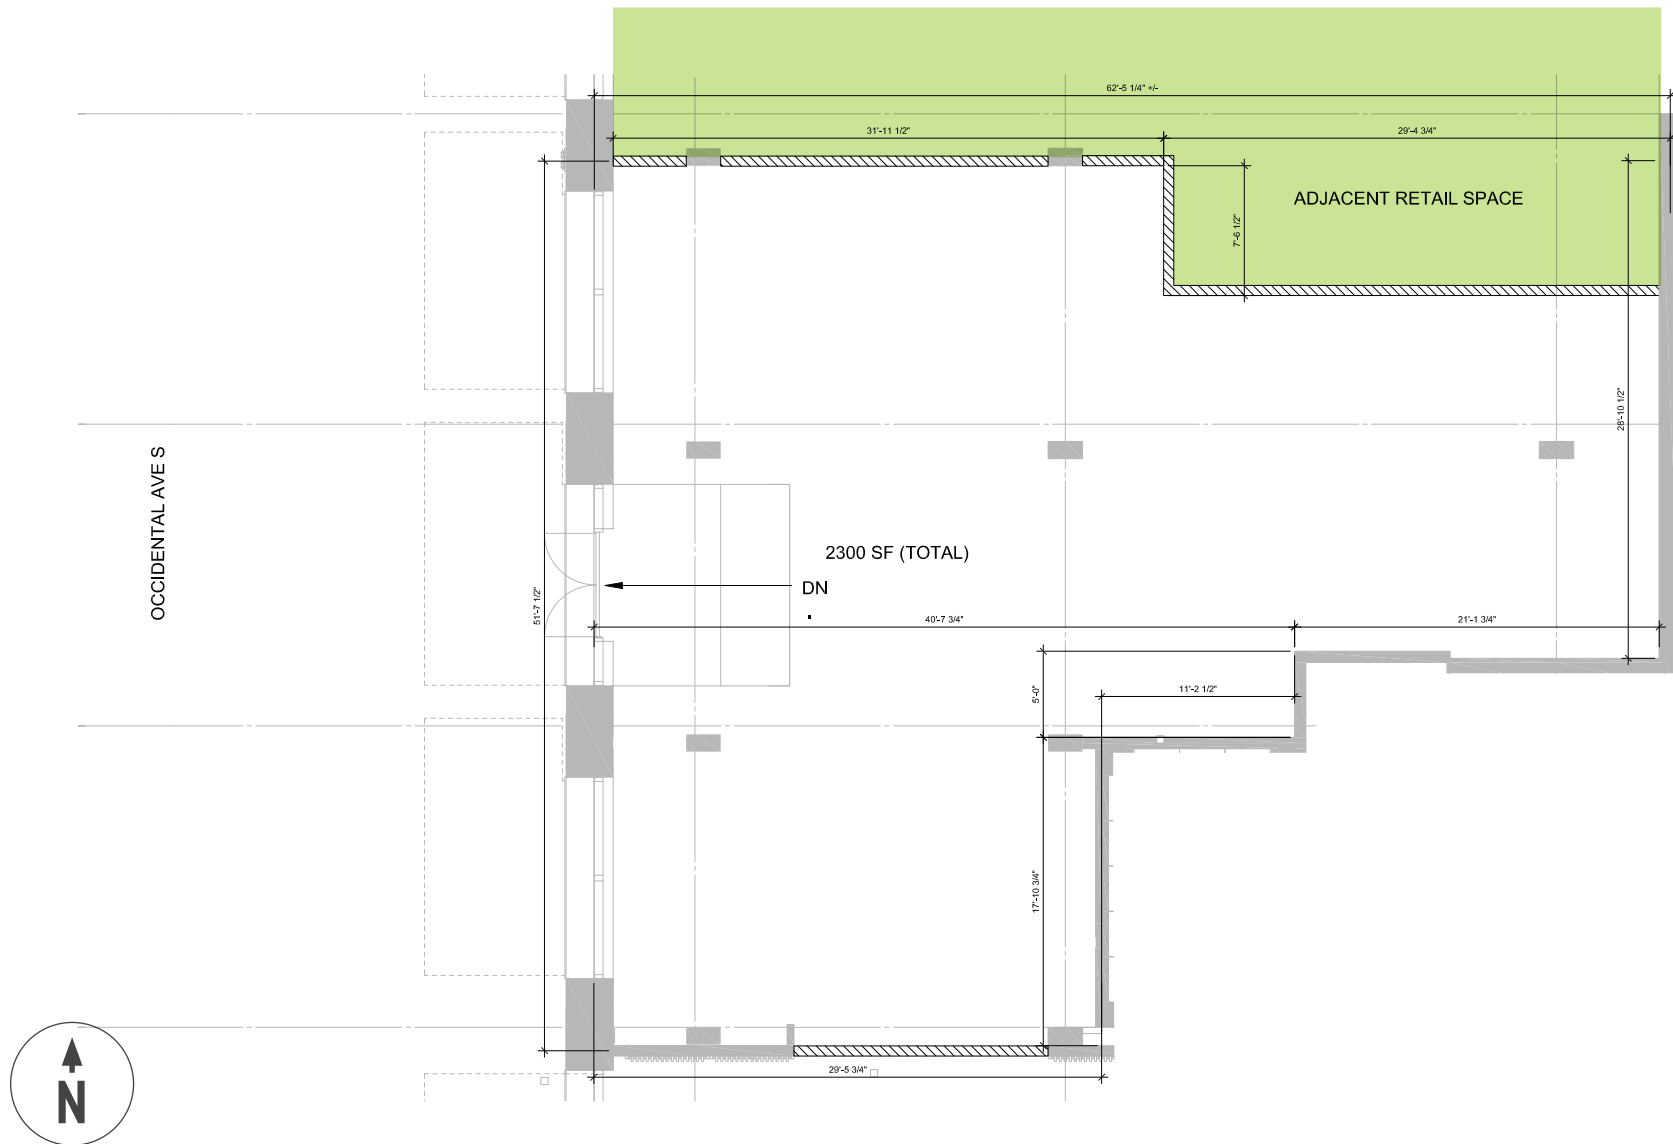 62'-5 1/4" +/-
31'-11 1/2"
29'-4 3/4"
ADJACENT RETAIL SPACE
7'-6 1/2"
28'-10 1/2"
OCCIDENTAL AVE S
2300 SF (TOTAL)
DN
51'-7 1/2"
40'-7 3/4"
21'-1 3/4"
5'-0"
11'-2 1/2"
17'-10 3/4"
29'-5 3/4"
N